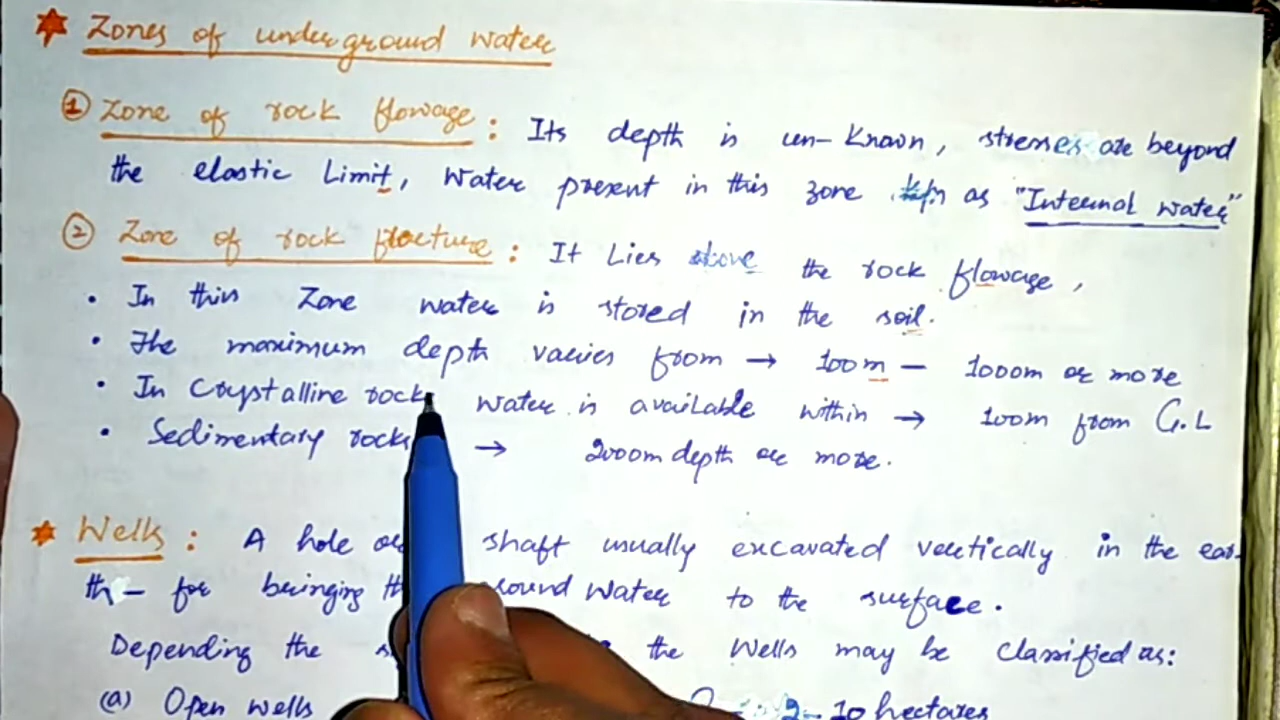 Zones of underground water
① Zone of rock flowage : Its depth is un-known, stresses are beyond
the elastic Limit, Water present in this zone as "Internal water"
② Zone of rock fracture : It Lies above the rock flowage,
• In this Zone water is stored in the soil.
• The maximum depth varies from → 100m – 1000m or more
• In Crystalline rocks water is available within → 100m from G.L
• Sedimentary rocks → 2000m depth or more.
Wells : A hole or shaft usually excavated vertically in the ear-
th – for bringing ground water to the surface.
Depending the the wells may be classified as:
(a) Open wells 2 – 10 hectares